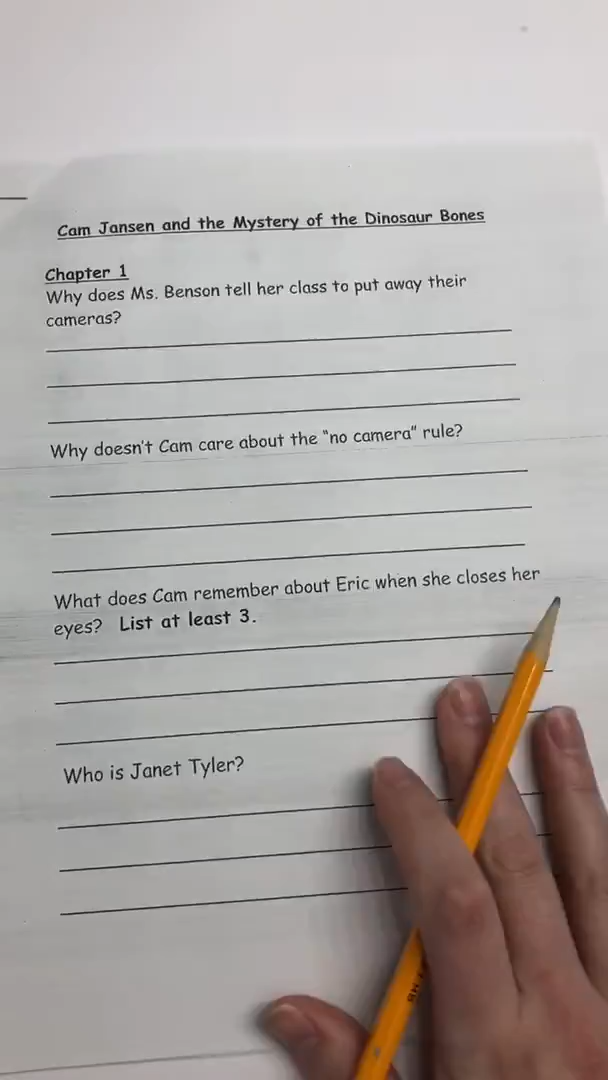 Cam Jansen and the Mystery of the Dinosaur Bones
Chapter 1
Why does Ms. Benson tell her class to put away their
cameras?
Why doesn't Cam care about the "no camera" rule?
What does Cam remember about Eric when she closes her
eyes? List at least 3.
Who is Janet Tyler?
HB